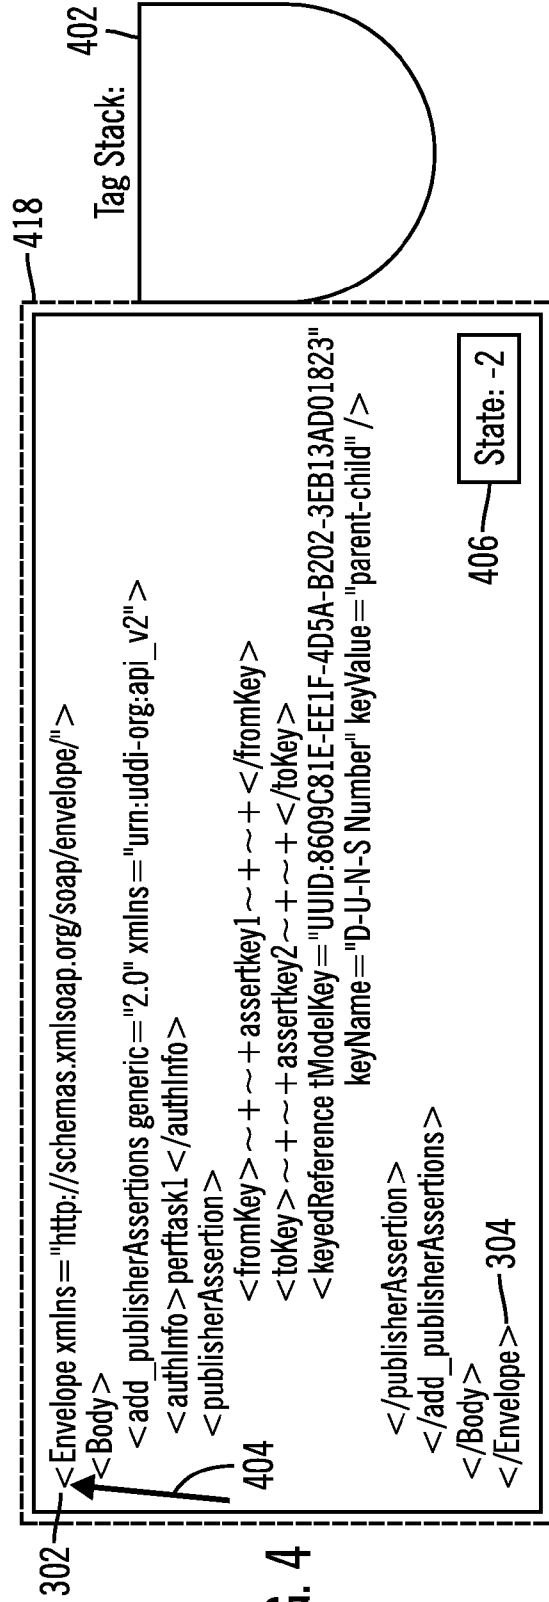 418
402
Tag Stack:
302
<Envelope xmlns="http://schemas.xmlsoap.org/soap/envelope/">
<Body>
<add_publisherAssertions generic="2.0" xmlns="urn:uddi-org:api_v2">
<authInfo>perftask1</authInfo>
<publisherAssertion>
<fromKey>~+~+assertkey1~+~+</fromKey>
<toKey>~+~+assertkey2~+~+</toKey>
<keyedReference tModelKey="UUID:8609C81E-EE1F-4D5A-B202-3EB13AD01823"
keyName="D-U-N-S Number" keyValue="parent-child" />
</publisherAssertion>
</add_publisherAssertions>
</Body>
</Envelope>
304
404
406
State: -2
4